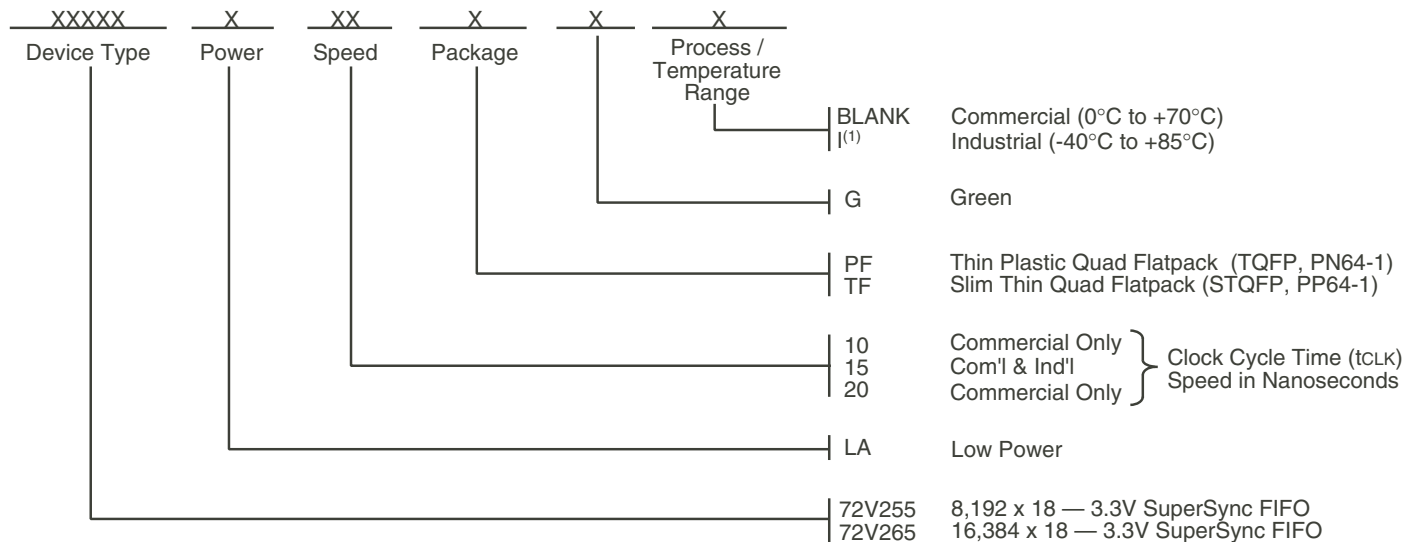 XXXXX X XX X X X
Device Type Power Speed Package Process /
Temperature
Range
BLANK Commercial (0°C to +70°C)
I(1) Industrial (-40°C to +85°C)
G Green
PF Thin Plastic Quad Flatpack (TQFP, PN64-1)
TF Slim Thin Quad Flatpack (STQFP, PP64-1)
10 Commercial Only
15 Com'l & Ind'l
20 Commercial Only
Clock Cycle Time (tCLK)
Speed in Nanoseconds
LA Low Power
72V255 8,192 x 18 — 3.3V SuperSync FIFO
72V265 16,384 x 18 — 3.3V SuperSync FIFO